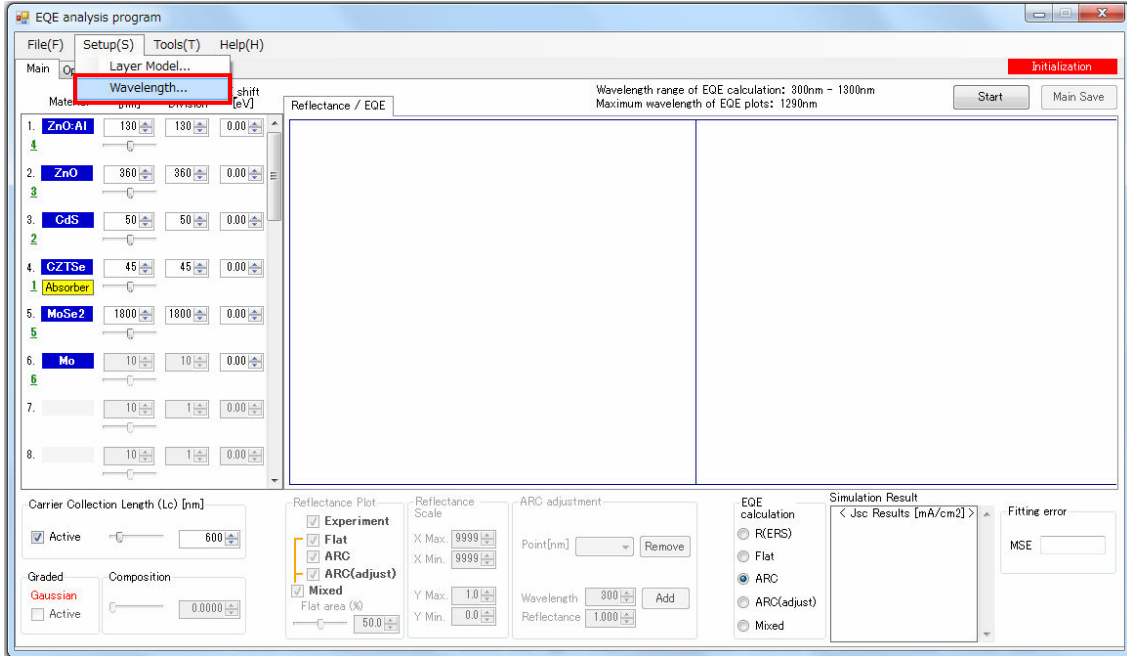 EQE analysis program
File(F) Setup(S) Tools(T) Help(H)
Layer Model...
Wavelength...
Main Op
Initialization
Wavelength range of EQE calculation: 300nm - 1300nm
Maximum wavelength of EQE plots: 1290nm
Start Main Save
shift
[eV]
Reflectance / EQE
1. ZnO:Al 130 130 0.00
4
2. ZnO 360 360 0.00
3
3. CdS 50 50 0.00
2
4. CZTSe 45 45 0.00
1 Absorber
5. MoSe2 1800 1800 0.00
5
6. Mo 10 10 0.00
6
7. 10 1 0.00
8. 10 1 0.00
Carrier Collection Length (Lc) [nm]
Active 600
Graded
Gaussian
Active
Composition
0.0000
Reflectance Plot
Experiment
Flat
ARC
ARC(adjust)
Mixed
Flat area (%)
50.0
Reflectance
Scale
X Max. 9999
X Min. 9999
Y Max. 1.0
Y Min. 0.0
ARC adjustment
Point[nm] Remove
Wavelength 300 Add
Reflectance 1.000
EQE
calculation
R(ERS)
Flat
ARC
ARC(adjust)
Mixed
Simulation Result
< Jsc Results [mA/cm2] >
Fitting error
MSE